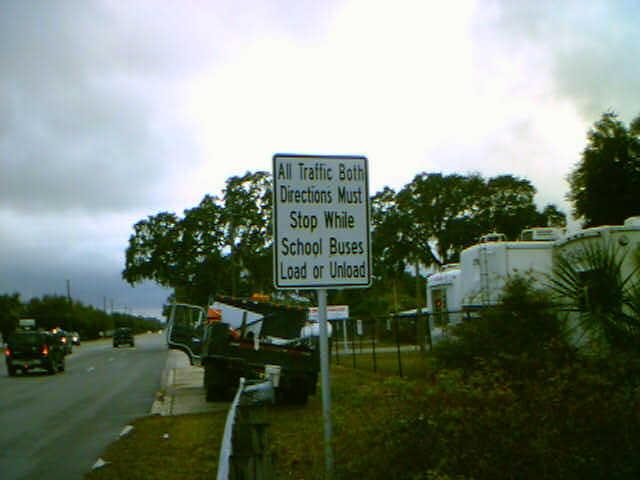 All Traffic Both
Directions Must
Stop While
School Buses
Load or Unload